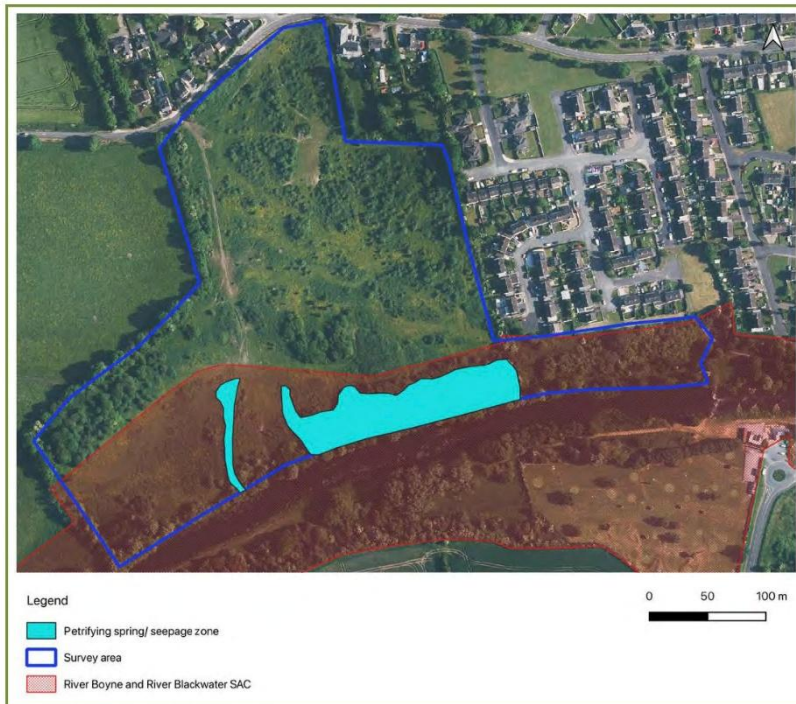 Legend
0 50 100 m
Petrifying spring/ seepage zone
Survey area
River Boyne and River Blackwater SAC